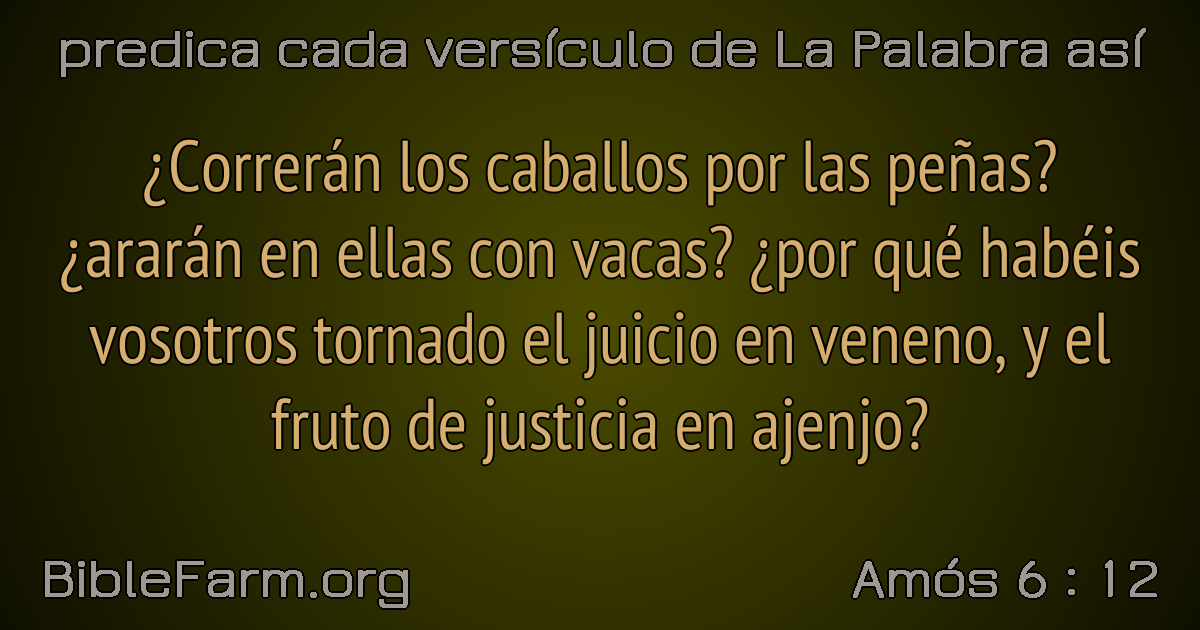 predica cada versículo de La Palabra así
¿Correrán los caballos por las peñas?
¿ararán en ellas con vacas? ¿por qué habéis
vosotros tornado el juicio en veneno, y el
fruto de justicia en ajenjo?
BibleFarm.org
Amós 6 : 12